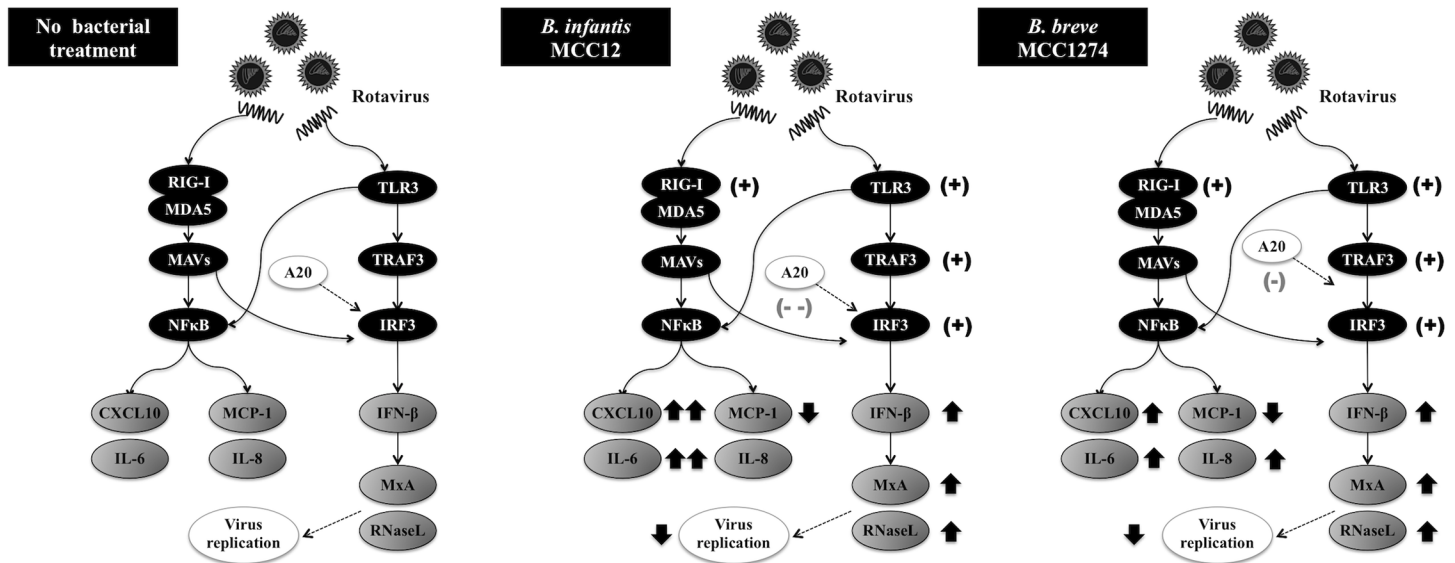 No bacterial
treatment
Rotavirus
RIG-I
MDA5
TLR3
MAVs
A20
TRAF3
NFκB
IRF3
CXCL10
MCP-1
IFN-β
IL-6
IL-8
MxA
Virus
replication
RNaseL
B. infantis
MCC12
Rotavirus
RIG-I
(+)
MDA5
TLR3
(+)
MAVs
A20
(- -)
TRAF3
(+)
NFκB
IRF3
(+)
CXCL10
MCP-1
IFN-β
IL-6
IL-8
MxA
Virus
replication
RNaseL
B. breve
MCC1274
Rotavirus
RIG-I
(+)
MDA5
TLR3
(+)
MAVs
A20
(-)
TRAF3
(+)
NFκB
IRF3
(+)
CXCL10
MCP-1
IFN-β
IL-6
IL-8
MxA
Virus
replication
RNaseL